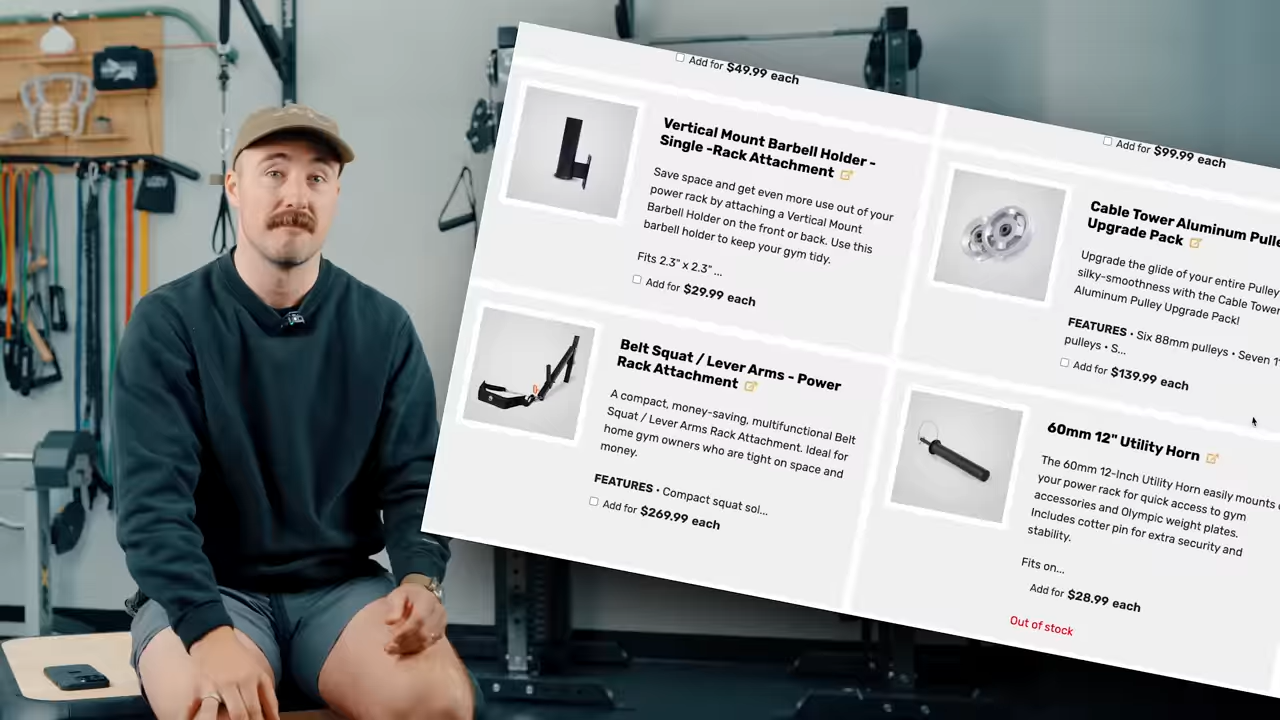 Add for $49.99 each
Vertical Mount Barbell Holder -
Single -Rack Attachment
Save space and get even more use out of your
power rack by attaching a Vertical Mount
Barbell Holder on the front or back. Use this
barbell holder to keep your gym tidy.
Fits 2.3" x 2.3" ...
Add for $29.99 each
Belt Squat / Lever Arms - Power
Rack Attachment
A compact, money-saving, multifunctional Belt
Squat / Lever Arms Rack Attachment. Ideal for
home gym owners who are tight on space and
money.
FEATURES • Compact squat sol...
Add for $269.99 each
Add for $99.99 each
Cable Tower Aluminum
Upgrade Pack
Upgrade the glide of your entire Pulley
silky-smoothness with the Cable Tower
Aluminum Pulley Upgrade Pack!
FEATURES • Six 88mm pulleys • Seven
pulleys • S...
Add for $139.99 each
60mm 12" Utility Horn
The 60mm 12-Inch Utility Horn easily mounts
your power rack for quick access to gym
accessories and Olympic weight plates.
Includes cotter pin for extra security and
stability.
Fits on...
Add for $28.99 each
Out of stock